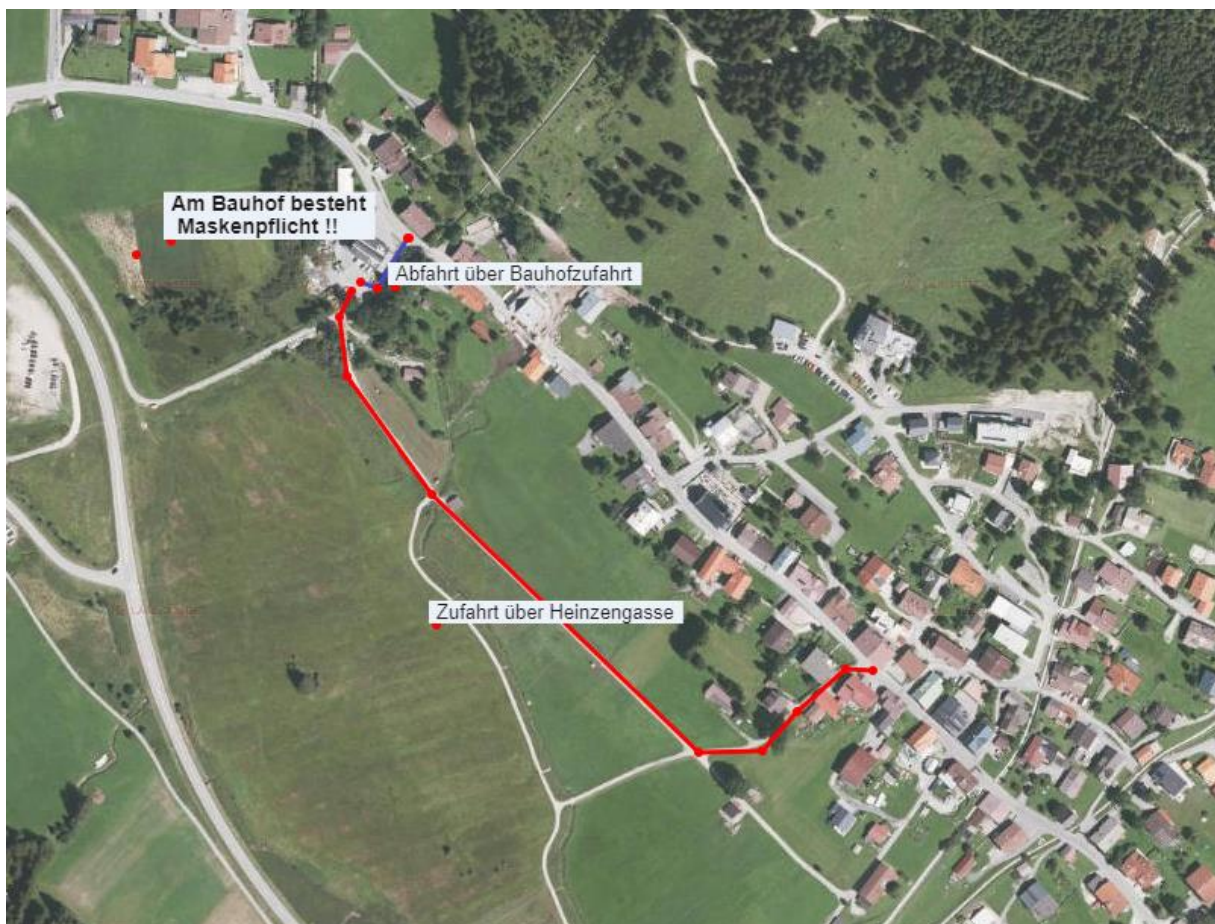 Am Bauhof besteht
Maskenpflicht !!
Abfahrt über Bauhofzufahrt
Zufahrt über Heinzengasse